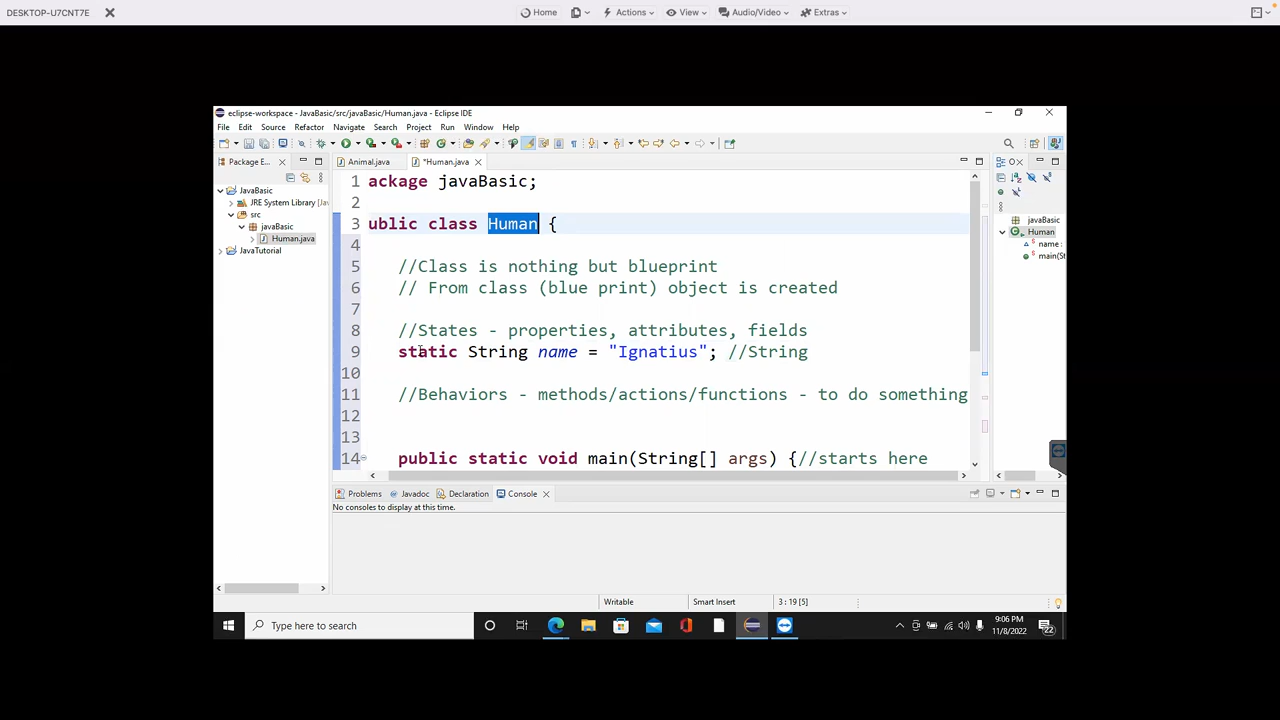 DESKTOP-U7CNT7E
Home Actions View Audio/Video Extras
eclipse-workspace - JavaBasic/src/javaBasic/Human.java - Eclipse IDE
File Edit Source Refactor Navigate Search Project Run Window Help
Package E... Animal.java *Human.java
JavaBasic
JRE System Library [Jav
src
javaBasic
Human.java
JavaTutorial
1 ackage javaBasic;
2
3 ublic class Human {
4
5 //Class is nothing but blueprint
6 // From class (blue print) object is created
7
8 //States - properties, attributes, fields
9 static String name = "Ignatius"; //String
10
11 //Behaviors - methods/actions/functions - to do something
12
13
14 public static void main(String[] args) {//starts here
javaBasic
Human
name :
main(St
Problems Javadoc Declaration Console
No consoles to display at this time.
Writable Smart Insert 3 : 19 [5]
Type here to search
9:06 PM
11/8/2022
22